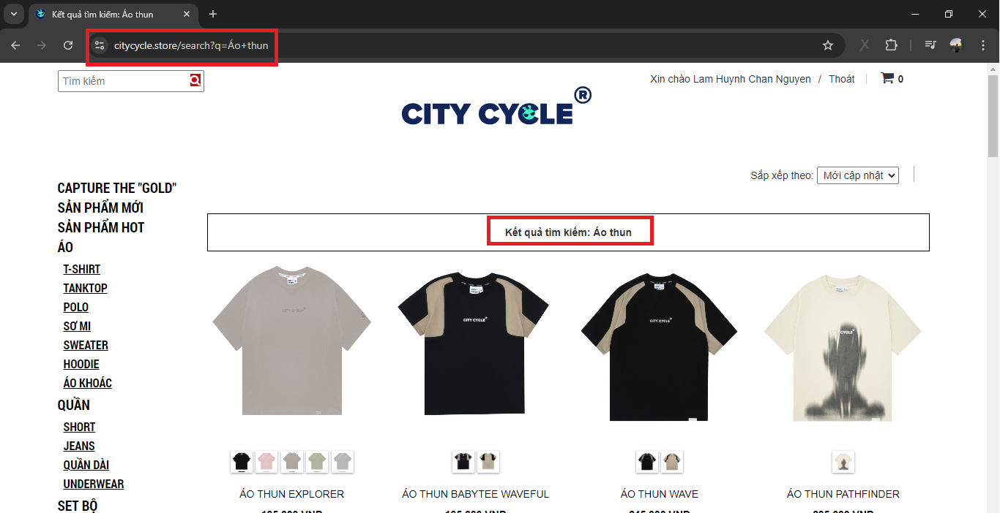 Kết quả tìm kiếm: Áo thun
citycycle.store/search?q=Áo+thun
Tìm kiếm
Xin chào Lam Huynh Chan Nguyen / Thoát
0
CITY CYCLE ®
Sắp xếp theo: Mới cập nhật
CAPTURE THE "GOLD"
SẢN PHẨM MỚI
SẢN PHẨM HOT
ÁO
T-SHIRT
TANKTOP
POLO
SƠ MI
SWEATER
HOODIE
ÁO KHOÁC
QUẦN
SHORT
JEANS
QUẦN DÀI
UNDERWEAR
SET BỘ
Kết quả tìm kiếm: Áo thun
CITY CYCLE
CITY CYCLE
CITY CYCLE
CITY CYCLE
ÁO THUN EXPLORER
ÁO THUN BABYTEE WAVEFUL
ÁO THUN WAVE
ÁO THUN PATHFINDER